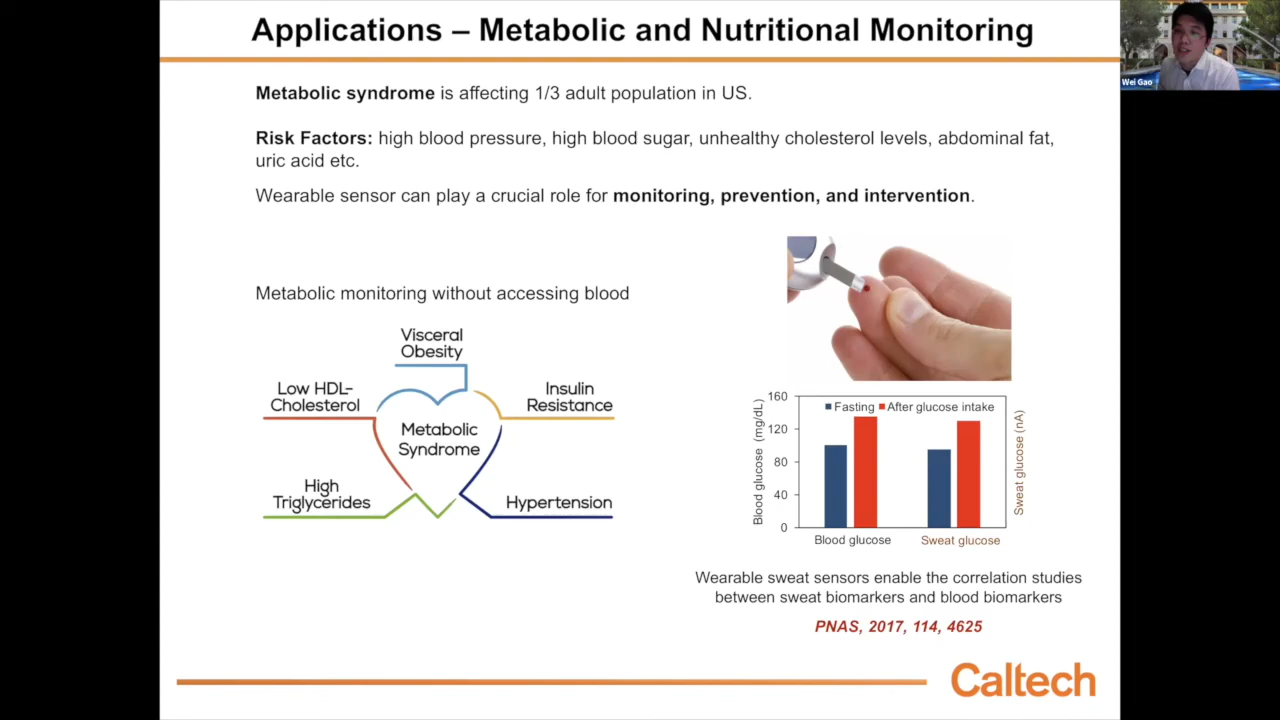 Applications – Metabolic and Nutritional Monitoring
Wei Gao
Metabolic syndrome is affecting 1/3 adult population in US.
Risk Factors: high blood pressure, high blood sugar, unhealthy cholesterol levels, abdominal fat,
uric acid etc.
Wearable sensor can play a crucial role for monitoring, prevention, and intervention.
Metabolic monitoring without accessing blood
Visceral
Obesity
Low HDL-
Cholesterol
Insulin
Resistance
Metabolic
Syndrome
High
Triglycerides
Hypertension
160
120
80
40
0
Blood glucose (mg/dL)
Fasting
After glucose intake
Sweat glucose (nA)
Blood glucose
Sweat glucose
Wearable sweat sensors enable the correlation studies
between sweat biomarkers and blood biomarkers
PNAS, 2017, 114, 4625
Caltech